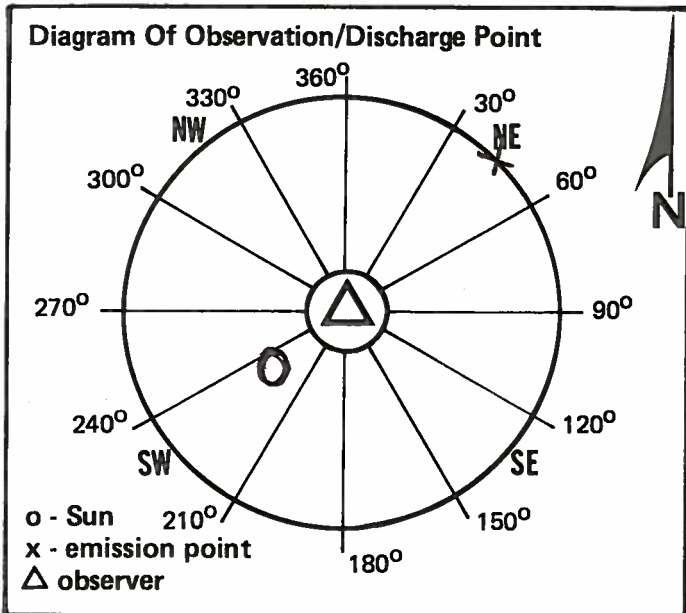 Diagram Of Observation/Discharge Point
360°
330°
30°
NW
NE
300°
60°
N
270°
90°
240°
120°
SW
SE
o - Sun
210°
150°
x - emission point
180°
△ observer